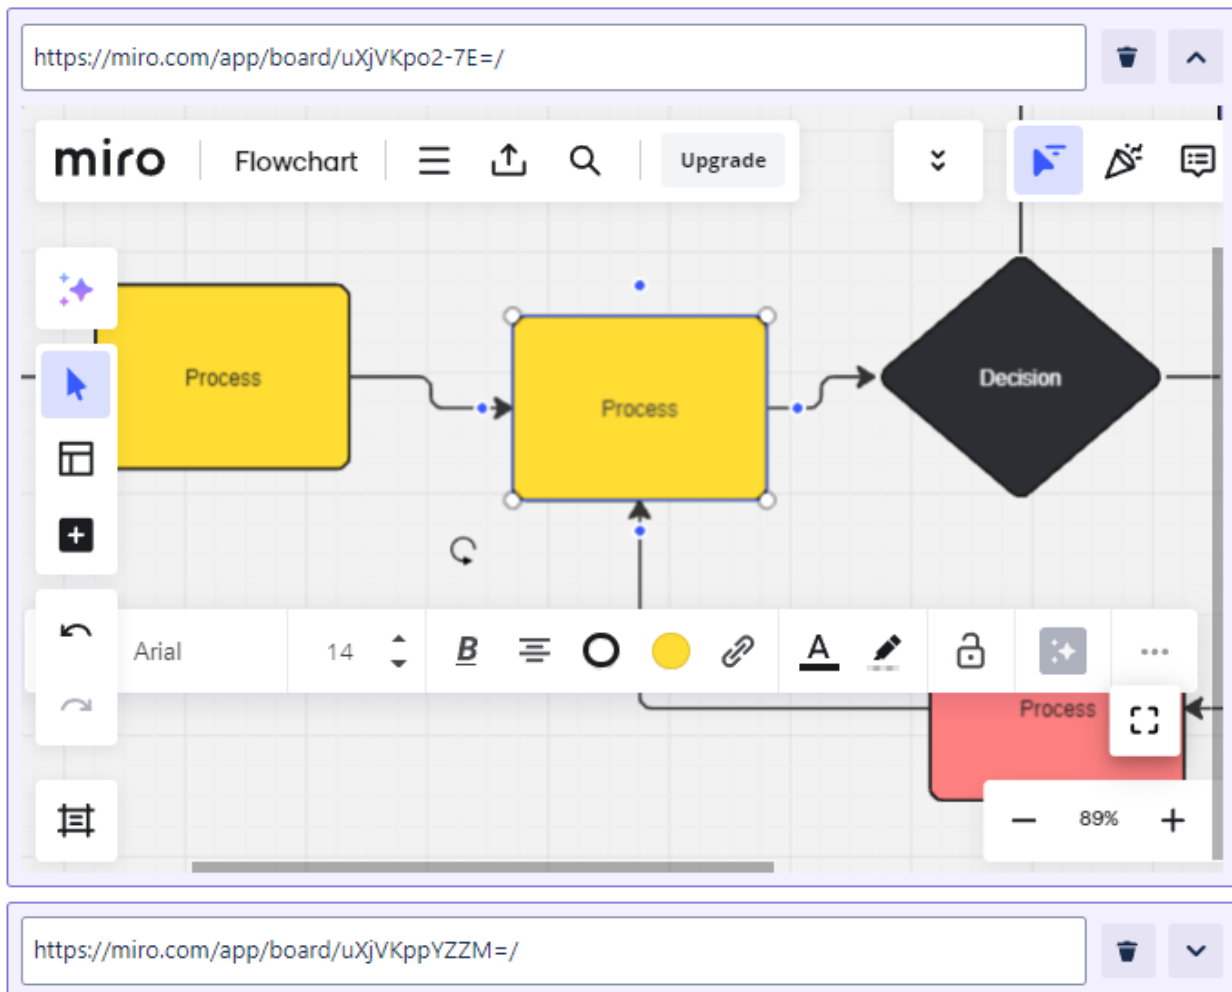 https://miro.com/app/board/uXjVKpo2-7E=/
miro Flowchart Upgrade
Process
Process
Decision
Arial 14 B A
Process
89%
https://miro.com/app/board/uXjVKppYZZM=/